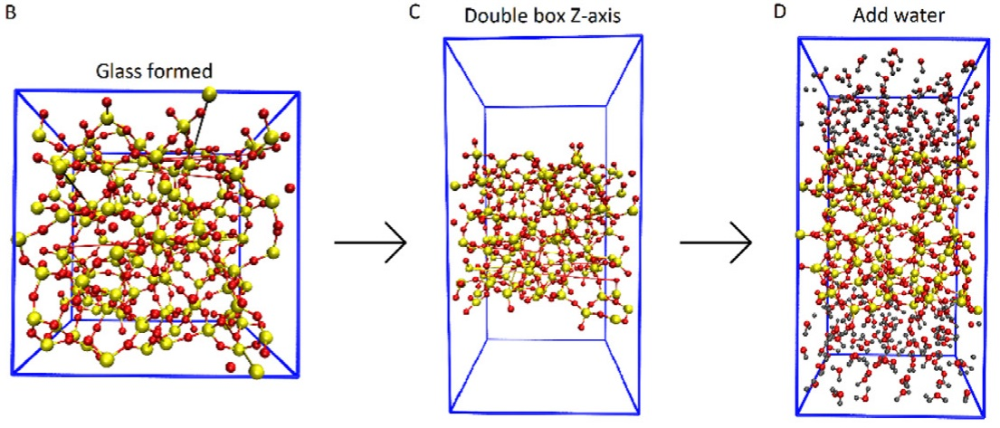 B
Glass formed
C
Double box Z-axis
D
Add water